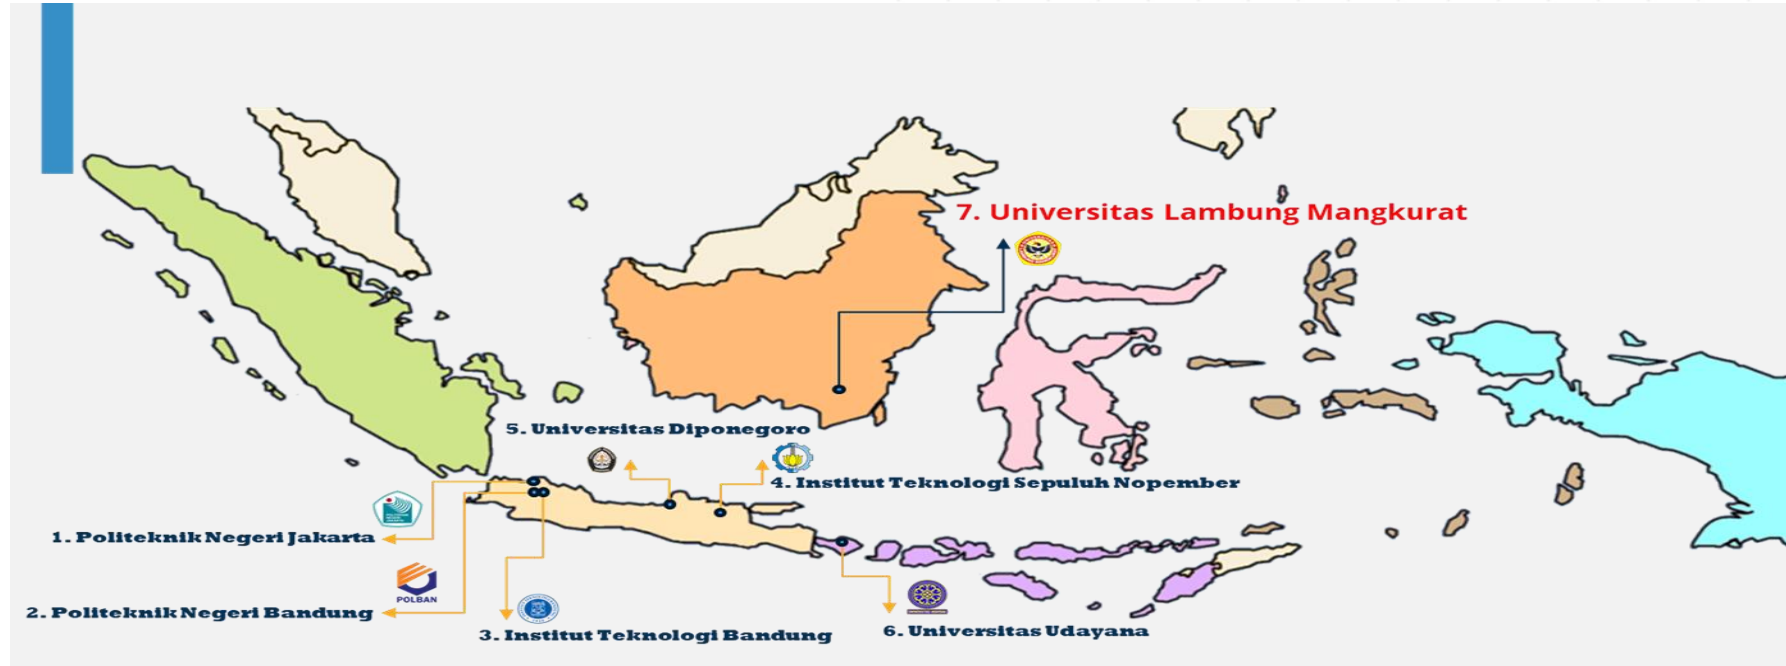 7. Universitas Lambung Mangkurat
5. Universitas Diponegoro
4. Institut Teknologi Sepuluh Nopember
1. Politeknik Negeri Jakarta
POLBAN
2. Politeknik Negeri Bandung
3. Institut Teknologi Bandung
6. Universitas Udayana